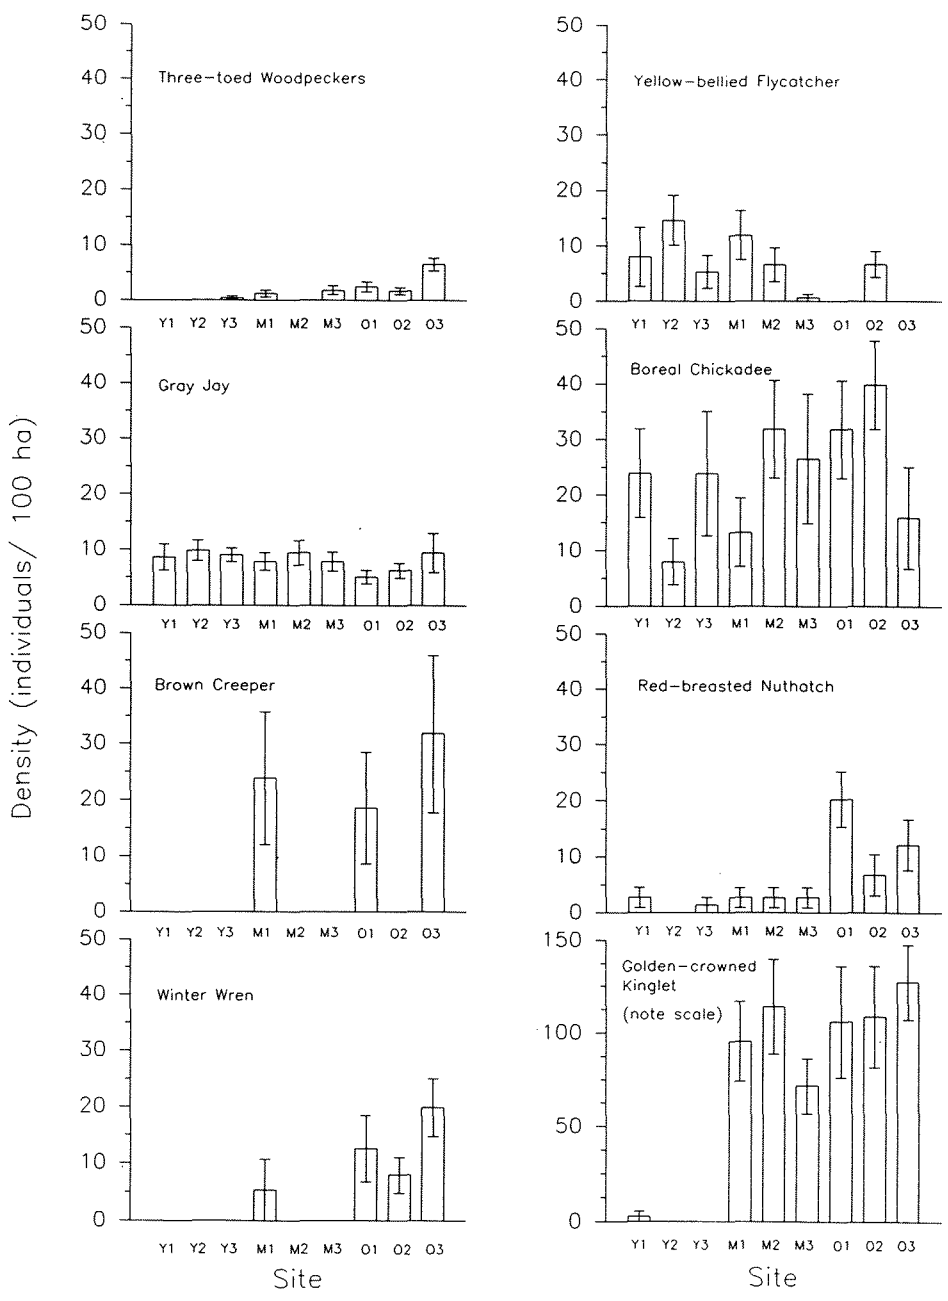 50
40
30
20
10
0
Three-toed Woodpeckers
Y1 Y2 Y3 M1 M2 M3 O1 O2 O3
50
40
30
20
10
0
Yellow-bellied Flycatcher
Y1 Y2 Y3 M1 M2 M3 O1 O2 O3
50
40
30
20
10
0
Gray Jay
Y1 Y2 Y3 M1 M2 M3 O1 O2 O3
50
40
30
20
10
0
Boreal Chickadee
Y1 Y2 Y3 M1 M2 M3 O1 O2 O3
Density (individuals/ 100 ha)
50
40
30
20
10
0
Brown Creeper
Y1 Y2 Y3 M1 M2 M3 O1 O2 O3
50
40
30
20
10
0
Red-breasted Nuthatch
Y1 Y2 Y3 M1 M2 M3 O1 O2 O3
50
40
30
20
10
0
Winter Wren
Y1 Y2 Y3 M1 M2 M3 O1 O2 O3
Site
150
100
50
0
Golden-crowned
Kinglet
(note scale)
Y1 Y2 Y3 M1 M2 M3 O1 O2 O3
Site